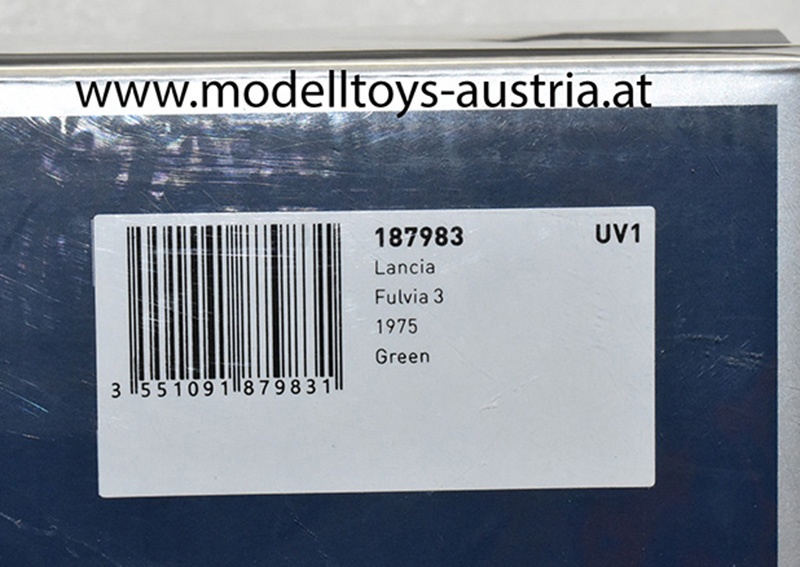 www.modelltoys-austria.at
187983 UV1
Lancia
Fulvia 3
1975
Green
3 551091 879831